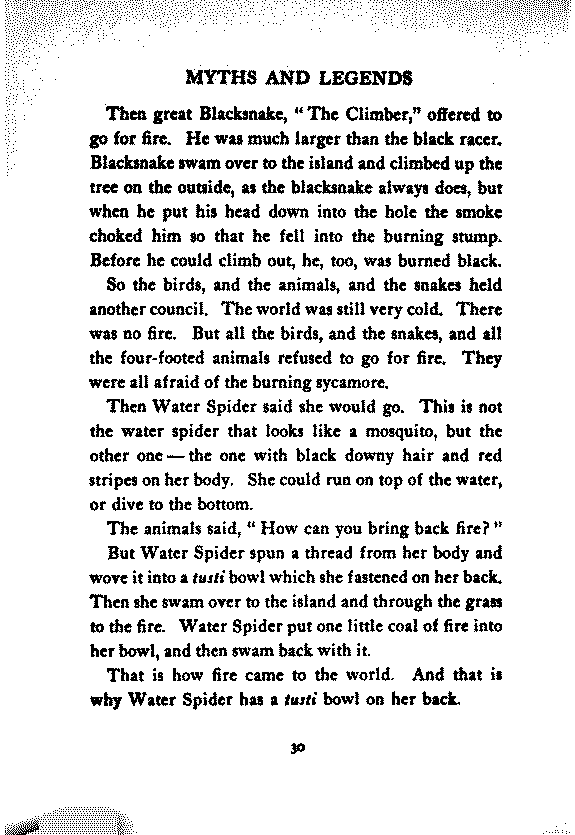 MYTHS AND LEGENDS
Then great Blacksnake, “The Climber,” offered to
go for fire. He was much larger than the black racer.
Blacksnake swam over to the island and climbed up the
tree on the outside, as the blacksnake always does, but
when he put his head down into the hole the smoke
choked him so that he fell into the burning stump.
Before he could climb out, he, too, was burned black.
So the birds, and the animals, and the snakes held
another council. The world was still very cold. There
was no fire. But all the birds, and the snakes, and all
the four-footed animals refused to go for fire. They
were all afraid of the burning sycamore.
Then Water Spider said she would go. This is not
the water spider that looks like a mosquito, but the
other one — the one with black downy hair and red
stripes on her body. She could run on top of the water,
or dive to the bottom.
The animals said, “How can you bring back fire?”
But Water Spider spun a thread from her body and
wove it into a tusti bowl which she fastened on her back.
Then she swam over to the island and through the grass
to the fire. Water Spider put one little coal of fire into
her bowl, and then swam back with it.
That is how fire came to the world. And that is
why Water Spider has a tusti bowl on her back.
30